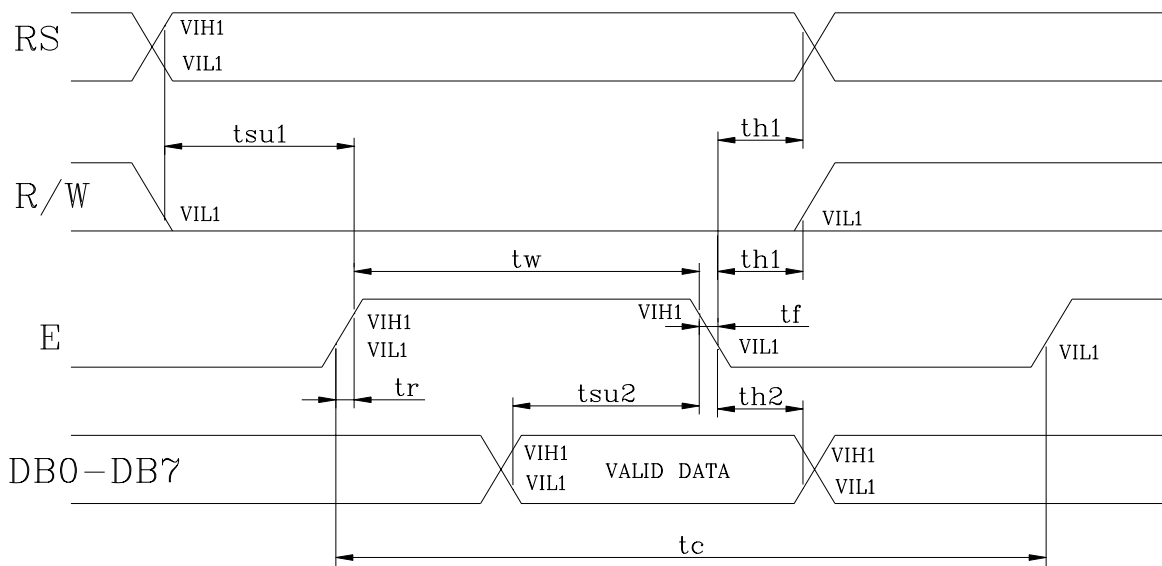 RS
VIH1
VIL1
tsu1
th1
R/W
VIL1
VIL1
tw
th1
E
VIH1
VIL1
VIH1
tf
VIL1
VIL1
tr
tsu2
th2
DB0-DB7
VIH1
VIL1
VALID DATA
VIH1
VIL1
tc